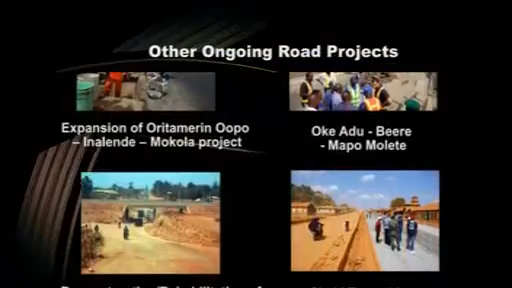 Other Ongoing Road Projects
Expansion of Oritamerin Oopo
– Inalende – Mokola project
Oke Adu - Beere
- Mapo Molete